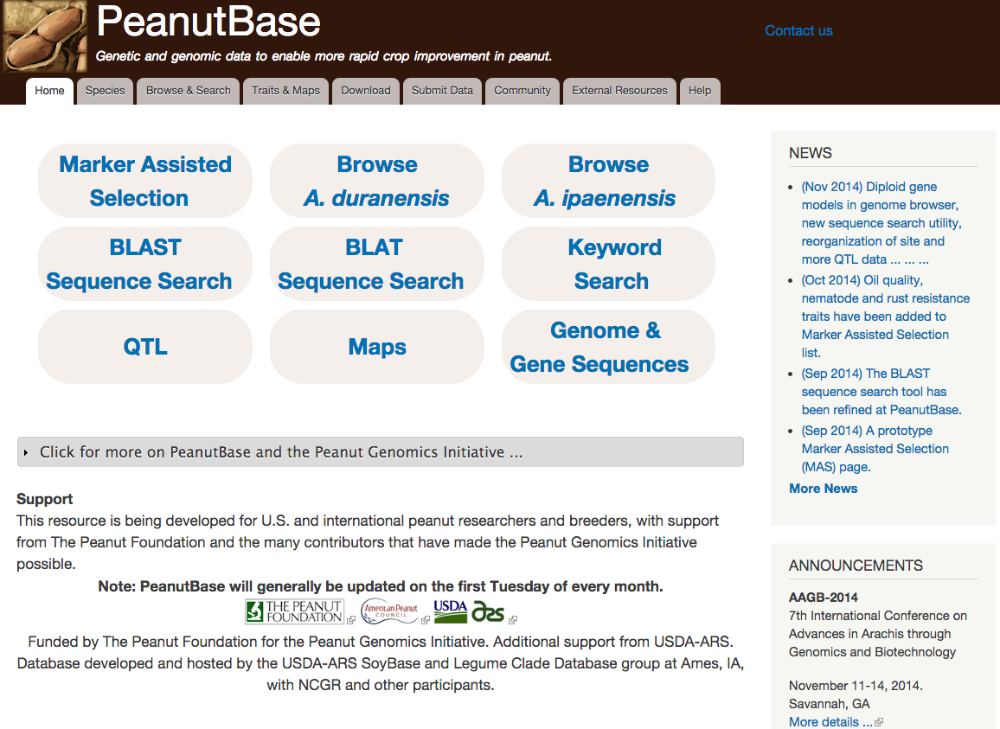 PeanutBase
Contact us
Genetic and genomic data to enable more rapid crop improvement in peanut.
Home Species Browse & Search Traits & Maps Download Submit Data Community External Resources Help
Marker Assisted
Selection
Browse
A. duranensis
Browse
A. ipaenensis
BLAST
Sequence Search
BLAT
Sequence Search
Keyword
Search
QTL
Maps
Genome &
Gene Sequences
Click for more on PeanutBase and the Peanut Genomics Initiative ...
Support
This resource is being developed for U.S. and international peanut researchers and breeders, with support
from The Peanut Foundation and the many contributors that have made the Peanut Genomics Initiative
possible.
Note: PeanutBase will generally be updated on the first Tuesday of every month.
THE PEANUT
FOUNDATION
American Peanut
COUNCIL
USDA
ars
Funded by The Peanut Foundation for the Peanut Genomics Initiative. Additional support from USDA-ARS.
Database developed and hosted by the USDA-ARS SoyBase and Legume Clade Database group at Ames, IA,
with NCGR and other participants.
NEWS
• (Nov 2014) Diploid gene
models in genome browser,
new sequence search utility,
reorganization of site and
more QTL data ... ... ...
• (Oct 2014) Oil quality,
nematode and rust resistance
traits have been added to
Marker Assisted Selection
list.
• (Sep 2014) The BLAST
sequence search tool has
been refined at PeanutBase.
• (Sep 2014) A prototype
Marker Assisted Selection
(MAS) page.
More News
ANNOUNCEMENTS
AAGB-2014
7th International Conference on
Advances in Arachis through
Genomics and Biotechnology
November 11-14, 2014.
Savannah, GA
More details ...